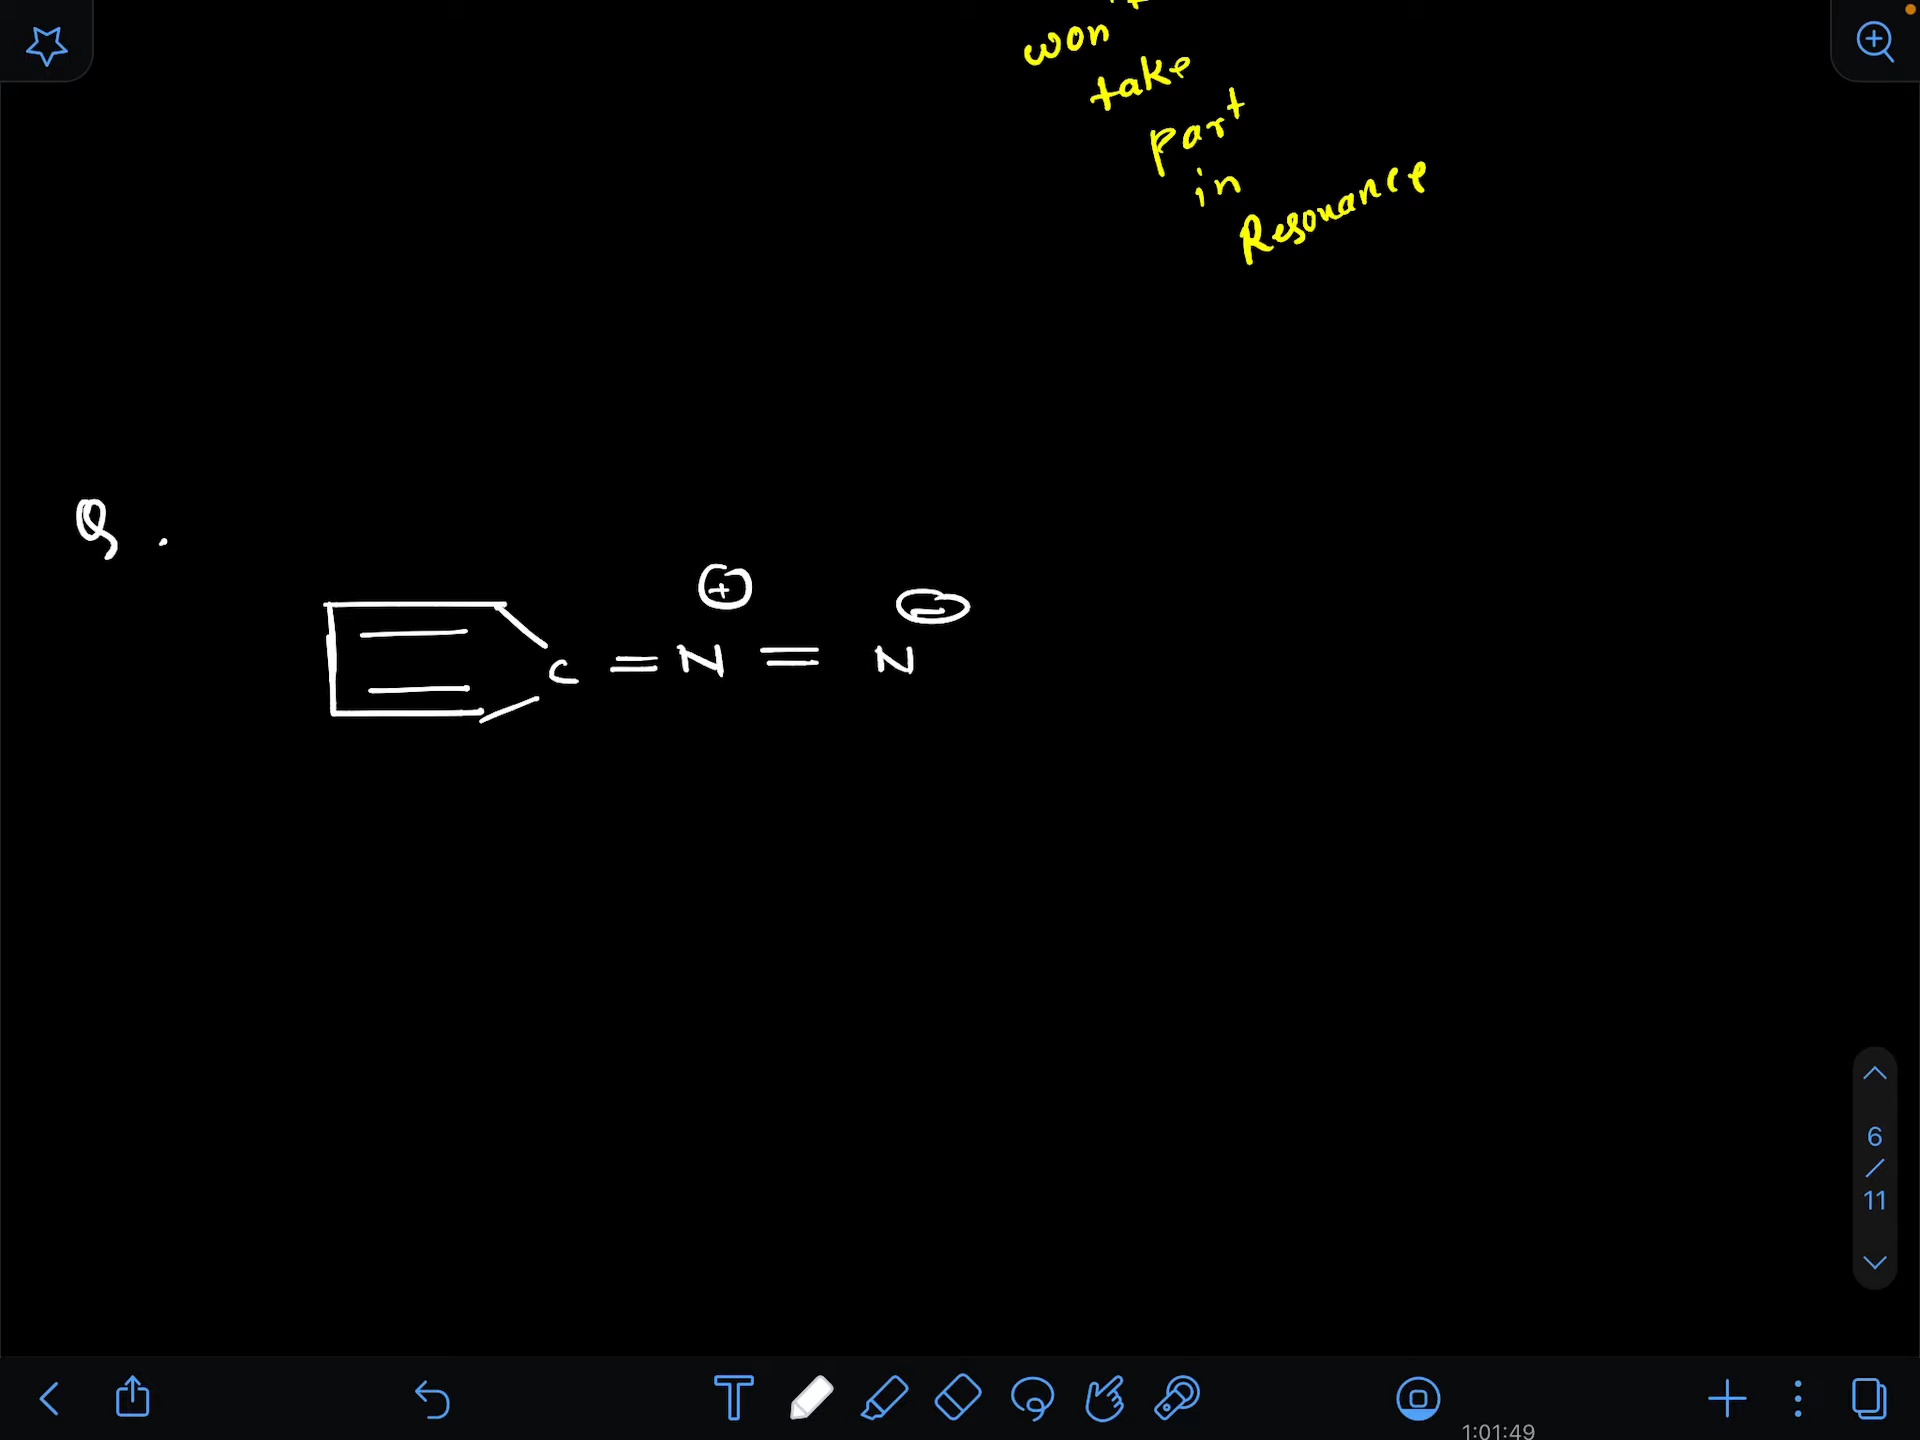 won't
take
part
in
Resonance
Q .
⊕ ⊖
C = N = N
6
/
11
T
1:01:49